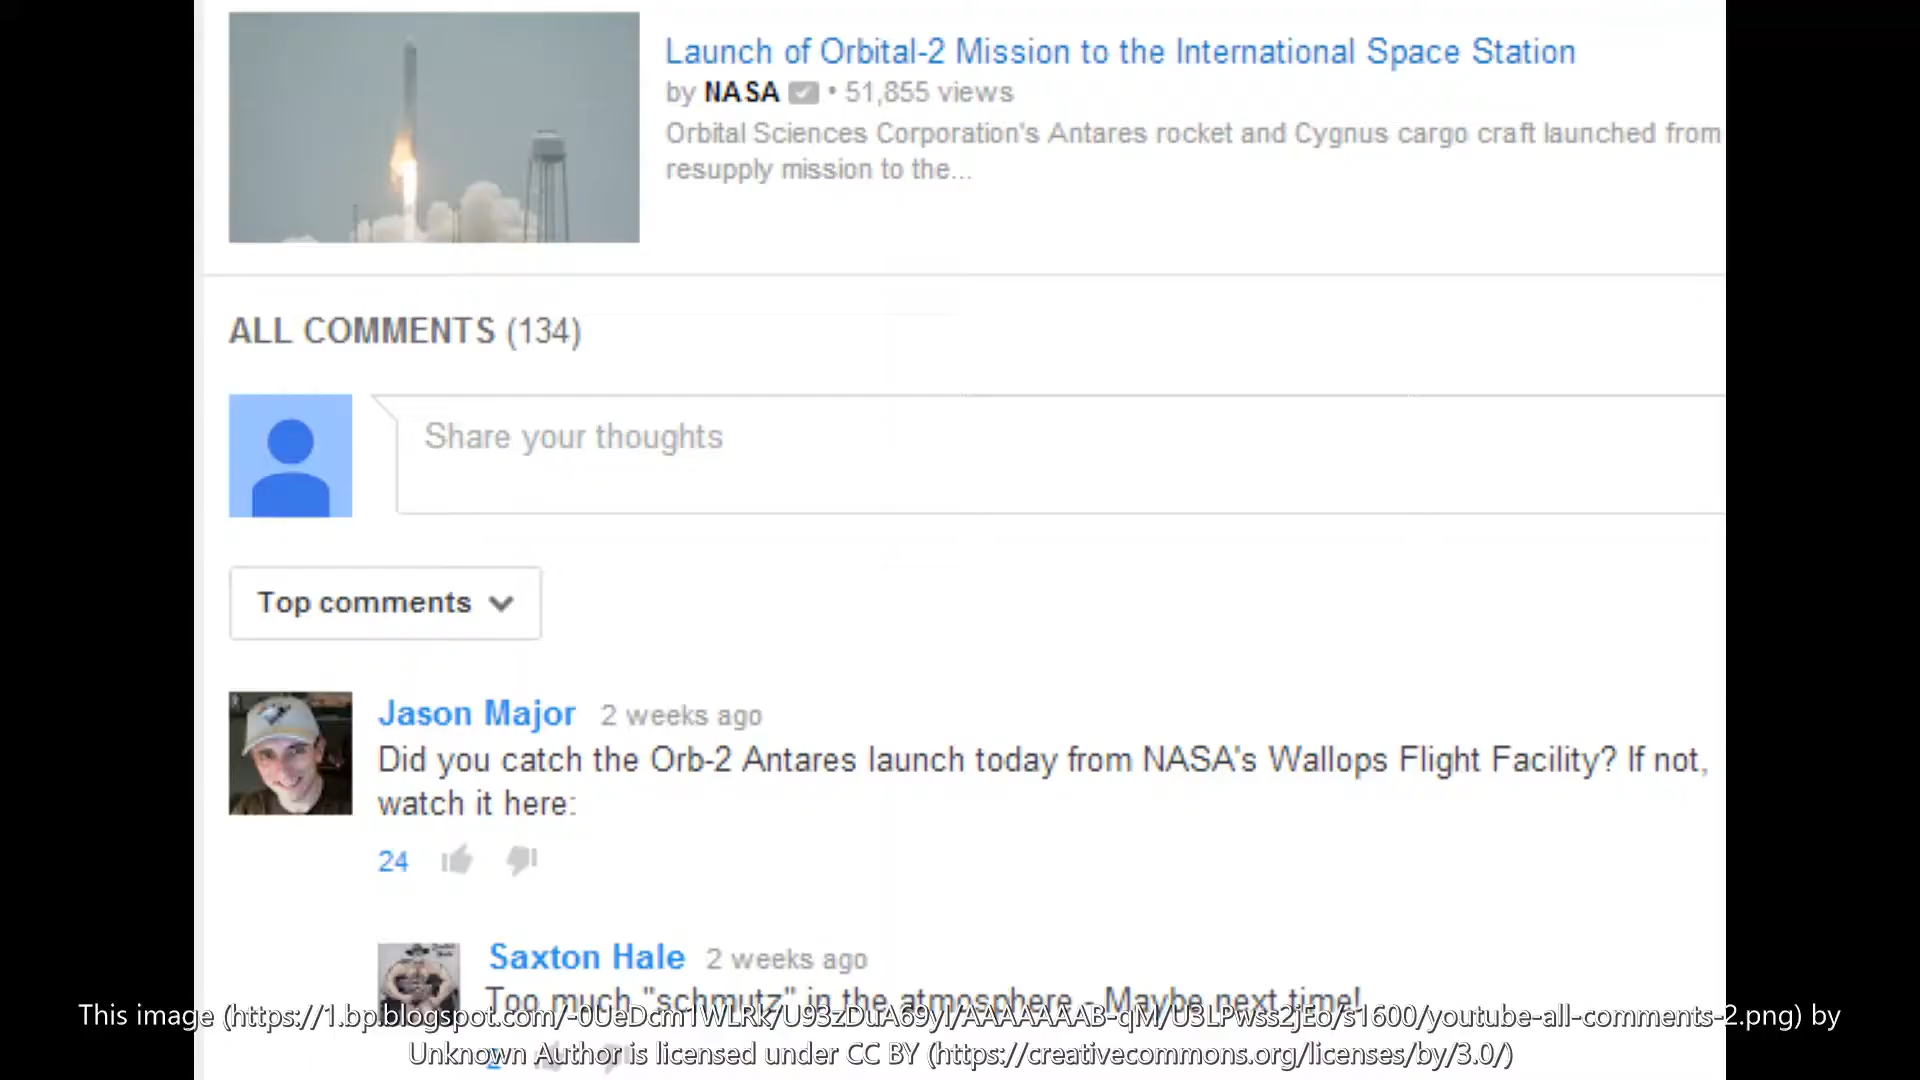 Launch of Orbital-2 Mission to the International Space Station
by NASA • 51,855 views
Orbital Sciences Corporation's Antares rocket and Cygnus cargo craft launched from
resupply mission to the...
ALL COMMENTS (134)
Share your thoughts
Top comments
Jason Major 2 weeks ago
Did you catch the Orb-2 Antares launch today from NASA's Wallops Flight Facility? If not,
watch it here:
24
Saxton Hale 2 weeks ago
Too much "schmutz" in the atmosphere - Maybe next time!
This image (https://1.bp.blogspot.com/-0UeDcm1WLRk/U93zDuA69yI/AAAAAAAB-qM/U3LPwss2jEo/s1600/youtube-all-comments-2.png) by
2
Unknown Author is licensed under CC BY (https://creativecommons.org/licenses/by/3.0/)